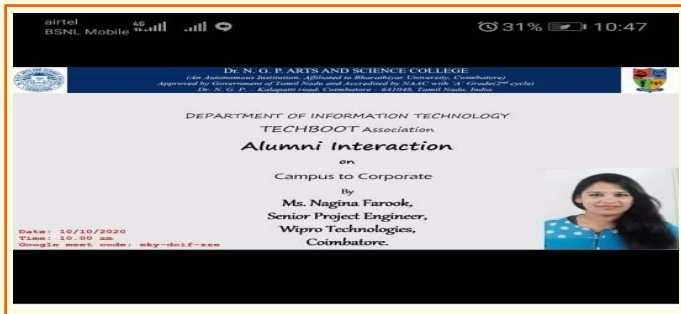 airtel
BSNL Mobile 4G 31% 10:47
Dr. N. G. P. ARTS AND SCIENCE COLLEGE
(An Autonomous Institution, Affiliated to Bharathiyar University, Coimbatore)
Approved by Government of Tamil Nadu and Accredited by NAAC with 'A' Grade(2nd cycle)
Dr. N. G. P. – Kalapatti road, Coimbatore - 641048, Tamil Nadu, India.
DEPARTMENT OF INFORMATION TECHNOLOGY
TECHBOOT Association
Alumni Interaction
on
Campus to Corporate
By
Ms. Nagina Farook,
Senior Project Engineer,
Wipro Technologies,
Coimbatore.
Date: 10/10/2020
Time: 10.00 am
Google meet code: